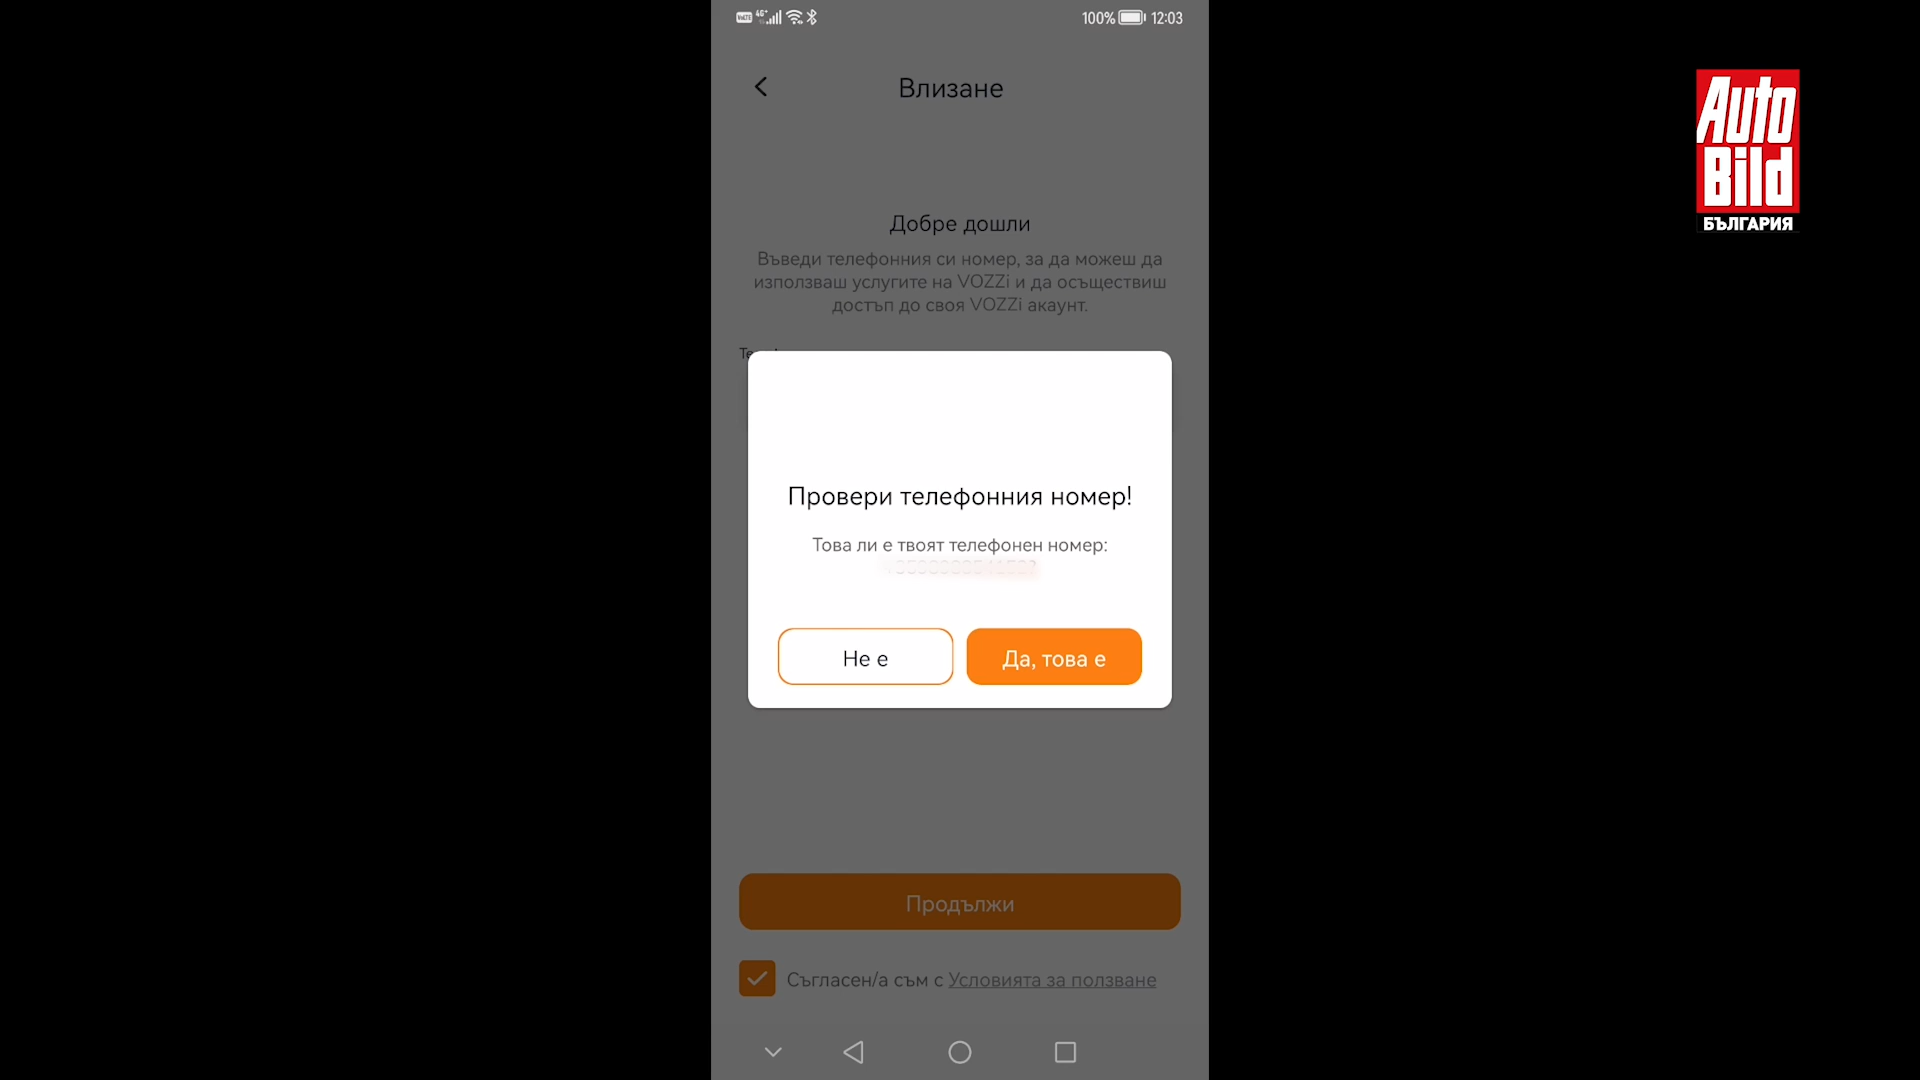 VoLTE 4G+
100% 12:03
Влизане
Auto
Bild
БЪЛГАРИЯ
Добре дошли
Въведи телефонния си номер, за да можеш да
използваш услугите на VOZZi и да осъществиш
достъп до своя VOZZi акаунт.
Провери телефонния номер!
Това ли е твоят телефонен номер:
Не е
Да, това е
Продължи
Съгласен/а съм с Условията за ползване